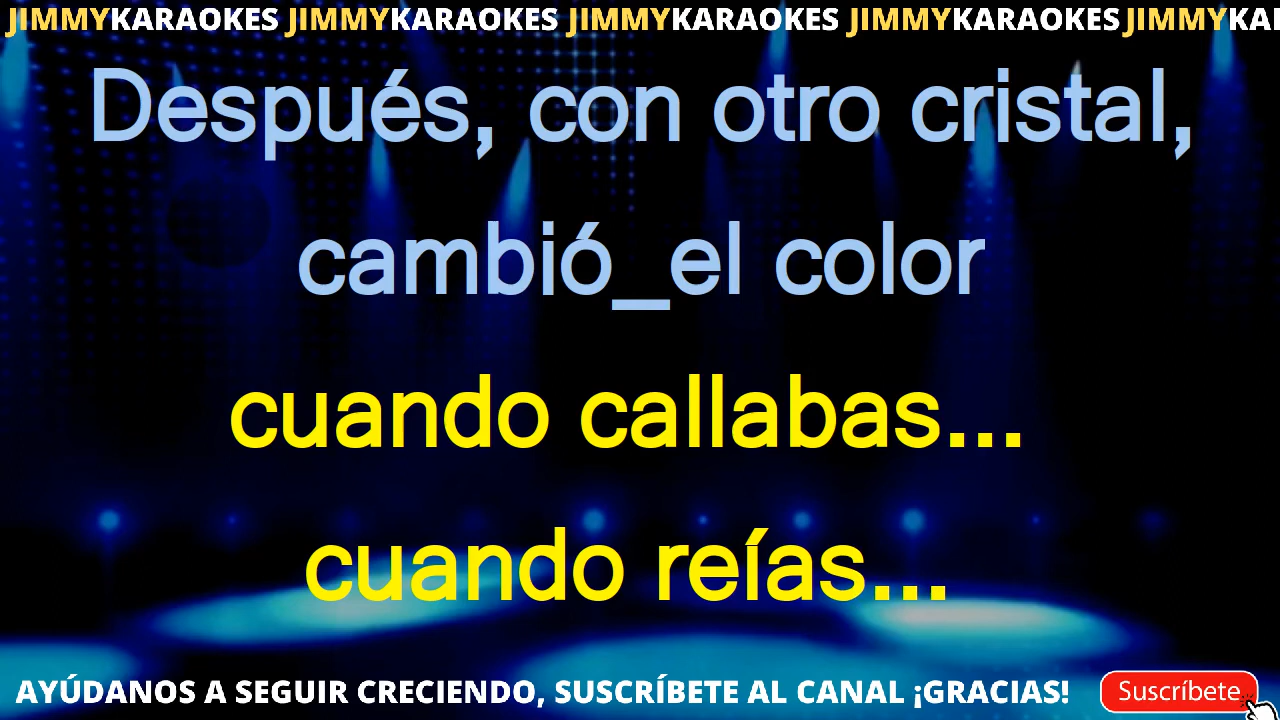 JIMMYKARAOKES JIMMYKARAOKES JIMMYKARAOKES JIMMYKARAOKES JIMMYKA
Después, con otro cristal,
cambió_el color
cuando callabas...
cuando reías...
AYÚDANOS A SEGUIR CRECIENDO, SUSCRÍBETE AL CANAL ¡GRACIAS!
Suscríbete